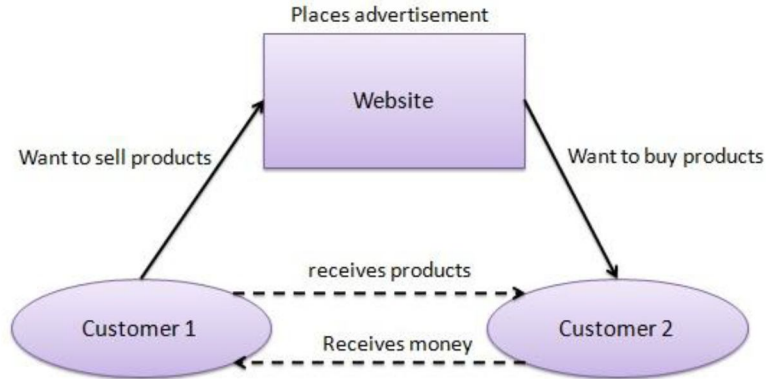 Places advertisement
Website
Want to sell products
Want to buy products
receives products
Customer 1
Customer 2
Receives money